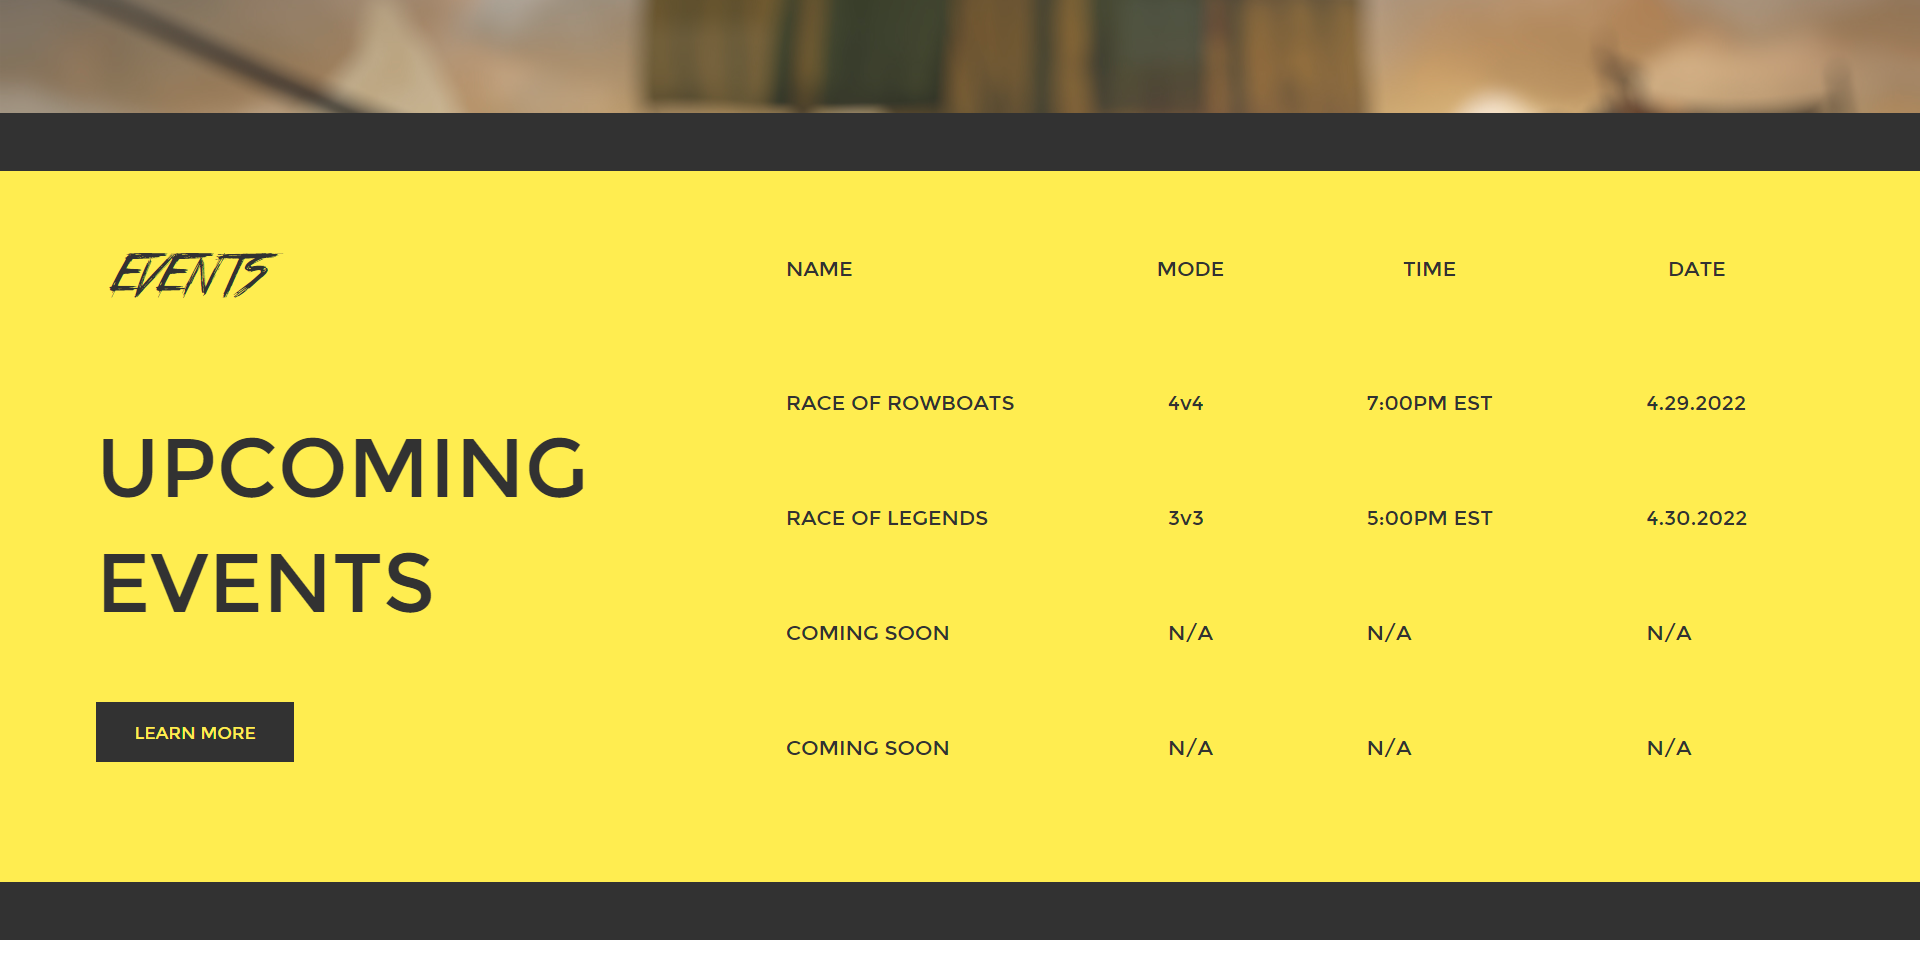 EVENTS
UPCOMING
EVENTS
LEARN MORE
NAME MODE TIME DATE
RACE OF ROWBOATS 4v4 7:00PM EST 4.29.2022
RACE OF LEGENDS 3v3 5:00PM EST 4.30.2022
COMING SOON N/A N/A N/A
COMING SOON N/A N/A N/A